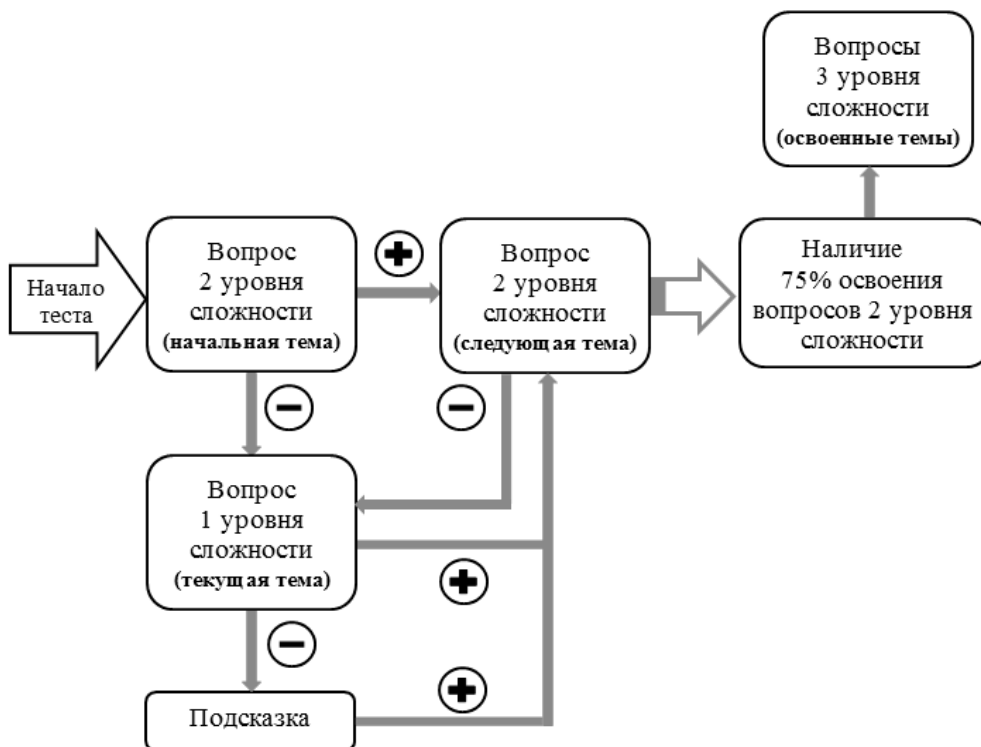 Вопросы
3 уровня
сложности
(освоенные темы)
Начало
теста
Вопрос
2 уровня
сложности
(начальная тема)
Вопрос
2 уровня
сложности
(следующая тема)
Наличие
75% освоения
вопросов 2 уровня
сложности
Вопрос
1 уровня
сложности
(текущая тема)
Подсказка